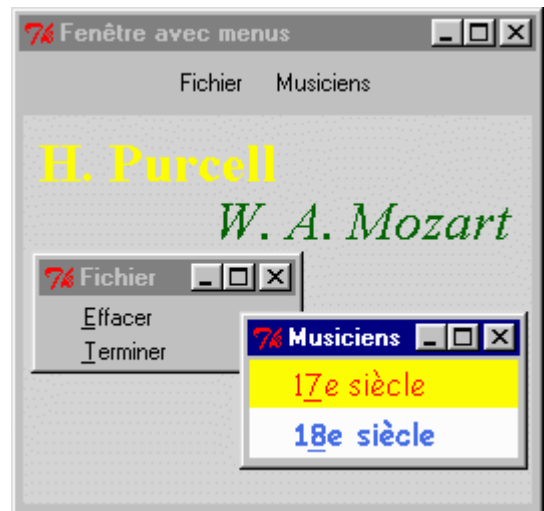 Fenêtre avec menus
Fichier Musiciens
H. Purcell
W. A. Mozart
Fichier
Effacer
Terminer
Musiciens
17e siècle
18e siècle